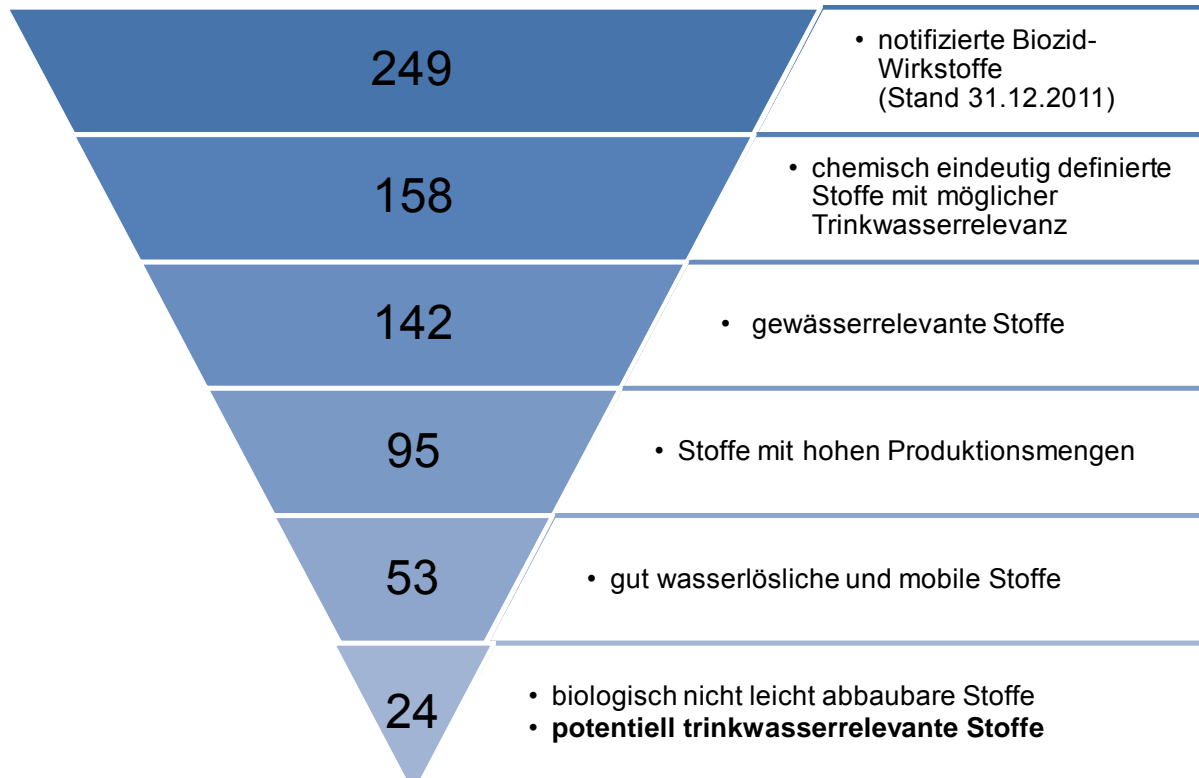 249
• notifizierte Biozid-
Wirkstoffe
(Stand 31.12.2011)
158
• chemisch eindeutig definierte
Stoffe mit möglicher
Trinkwasserrelevanz
142
• gewässerrelevante Stoffe
95
• Stoffe mit hohen Produktionsmengen
53
• gut wasserlösliche und mobile Stoffe
24
• biologisch nicht leicht abbaubare Stoffe
• potentiell trinkwasserrelevante Stoffe